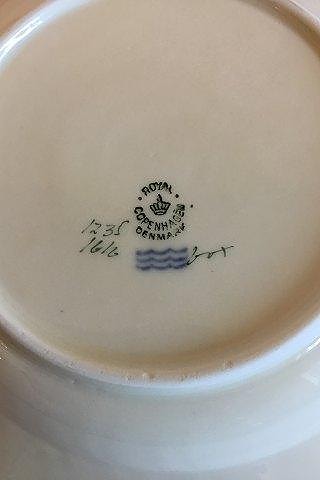 ROYAL
COPENHAGEN
DENMARK
1235
1616